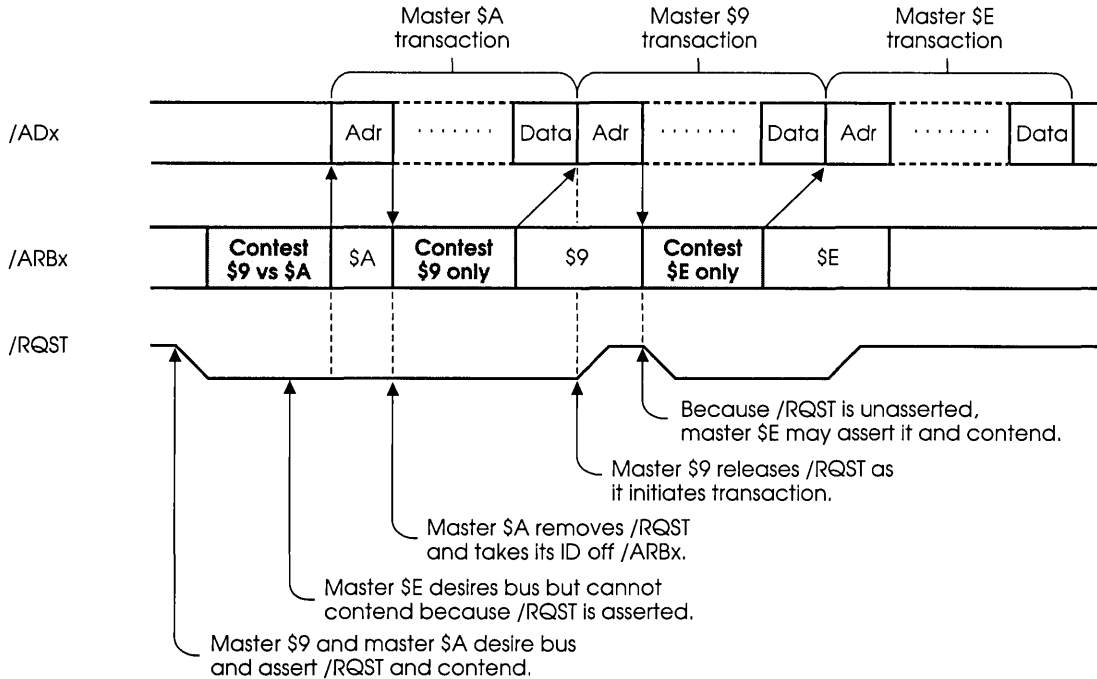 Master $A
transaction
Master $9
transaction
Master $E
transaction
/ADx
Adr
Data
Adr
Data
Adr
Data
/ARBx
Contest
$9 vs $A
$A
Contest
$9 only
$9
Contest
$E only
$E
/RQST
Because /RQST is unasserted,
master $E may assert it and contend.
Master $9 releases /RQST as
it initiates transaction.
Master $A removes /RQST
and takes its ID off /ARBx.
Master $E desires bus but cannot
contend because /RQST is asserted.
Master $9 and master $A desire bus
and assert /RQST and contend.